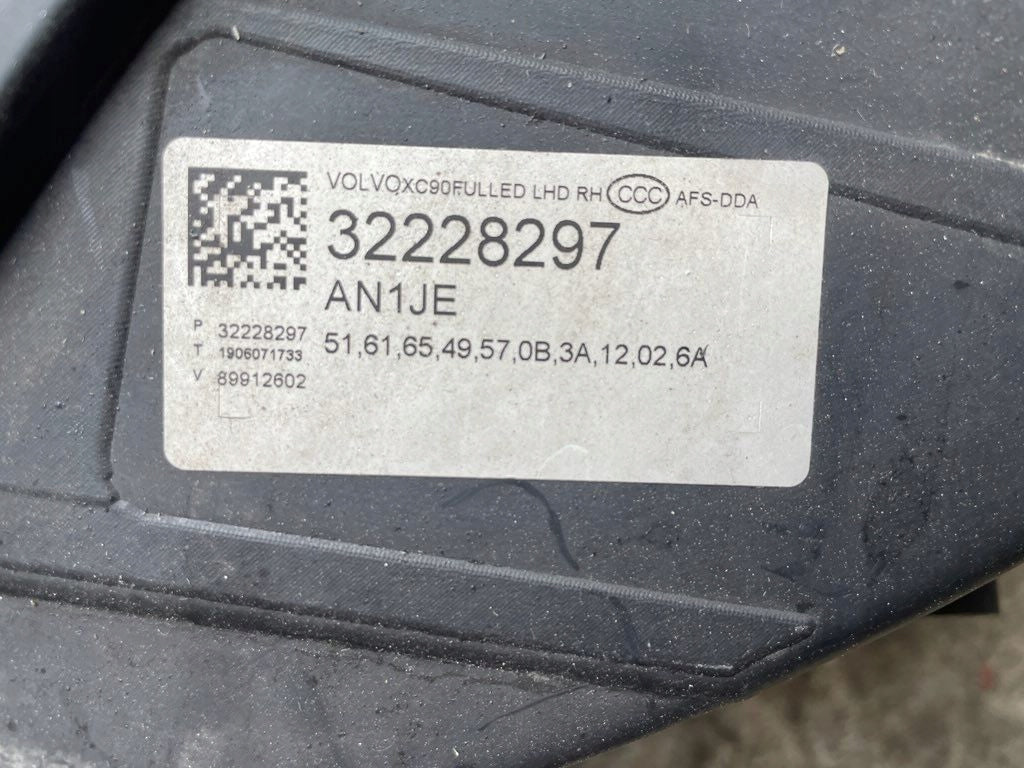 VOLVOXC90FULLED LHD RH CCC AFS-DDA
32228297
AN1JE
51,61,65,49,57,0B,3A,12,02,6A
P 32228297
T 1906071733
V 89912602